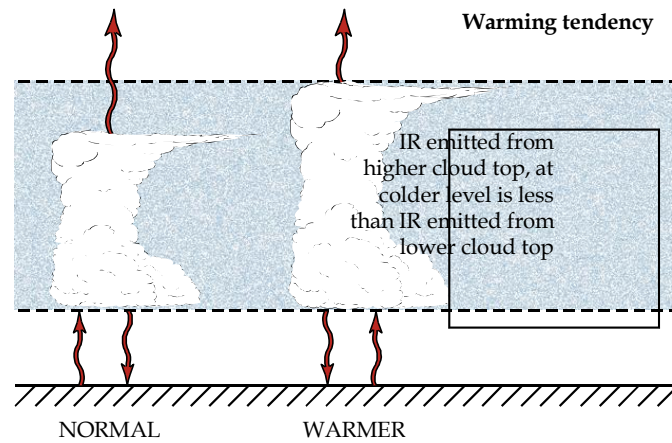 Warming tendency
IR emitted from
higher cloud top, at
colder level is less
than IR emitted from
lower cloud top
NORMAL
WARMER